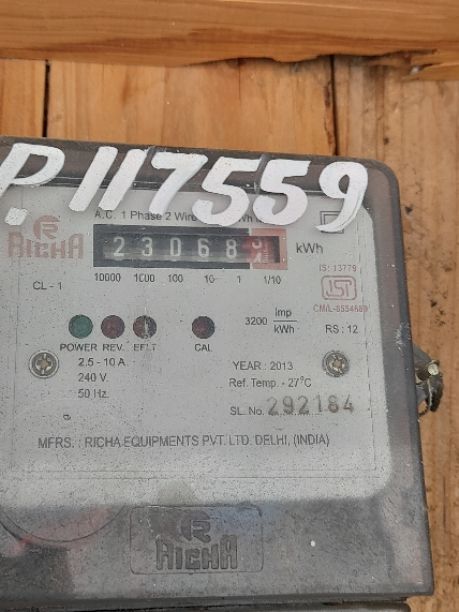 P.117559
A.C. 1 Phase 2 Wire
RICHA
23068 kWh
10000 1000 100 10 1 1/10
IS: 13779
CL - 1
ISI
CM/L-8554689
3200 imp/kWh
RS : 12
POWER REV. EFLT CAL
2.5 - 10 A.
240 V.
50 Hz.
YEAR : 2013
Ref. Temp. - 27°C
SL. No. 292184
MFRS. : RICHA EQUIPMENTS PVT. LTD. DELHI, (INDIA)
RICHA